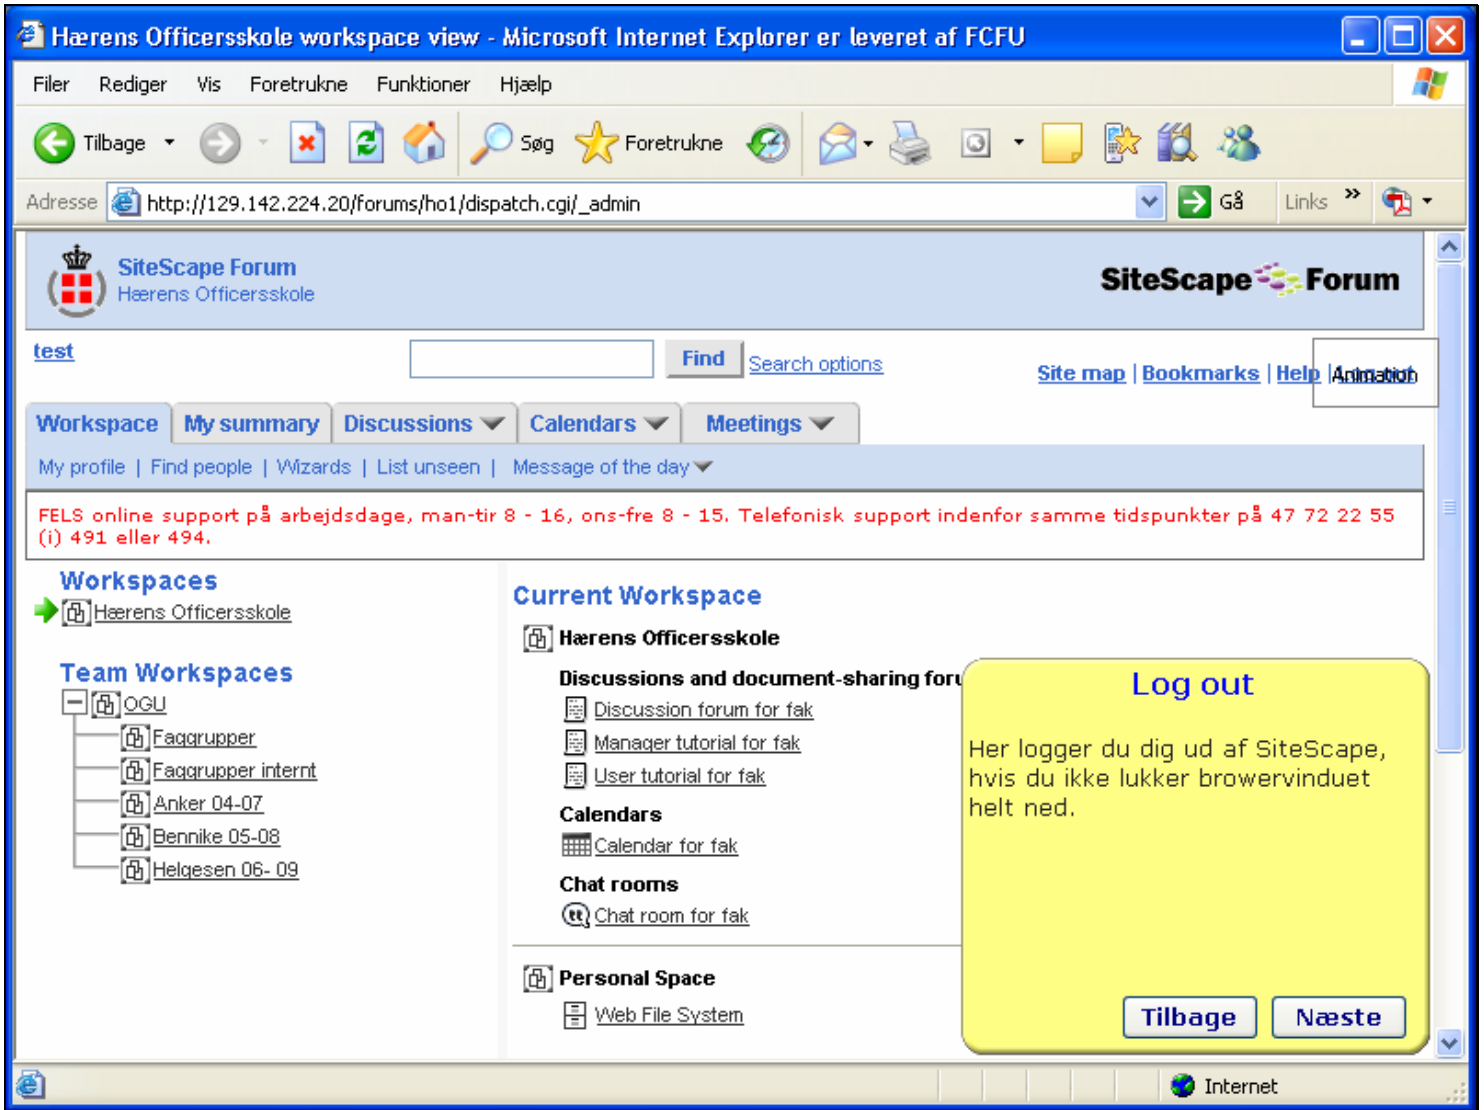 Hærens Officersskole workspace view - Microsoft Internet Explorer er leveret af FCFU
Filer Rediger Vis Foretrukne Funktioner Hjælp
Tilbage Søg Foretrukne
Adresse http://129.142.224.20/forums/ho1/dispatch.cgi/_admin Gå Links »
SiteScape Forum
Hærens Officersskole
SiteScape Forum
test Find Search options
Site map | Bookmarks | Help | Animation
Workspace My summary Discussions Calendars Meetings
My profile | Find people | Wizards | List unseen | Message of the day
FELS online support på arbejdsdage, man-tir 8 - 16, ons-fre 8 - 15. Telefonisk support indenfor samme tidspunkter på 47 72 22 55
(i) 491 eller 494.
Workspaces
Hærens Officersskole
Team Workspaces
OGU
Faggrupper
Faggrupper internt
Anker 04-07
Bennike 05-08
Helgesen 06- 09
Current Workspace
Hærens Officersskole
Discussions and document-sharing foru
Discussion forum for fak
Manager tutorial for fak
User tutorial for fak
Calendars
Calendar for fak
Chat rooms
Chat room for fak
Personal Space
Web File System
Log out
Her logger du dig ud af SiteScape,
hvis du ikke lukker browervinduet
helt ned.
Tilbage Næste
Internet